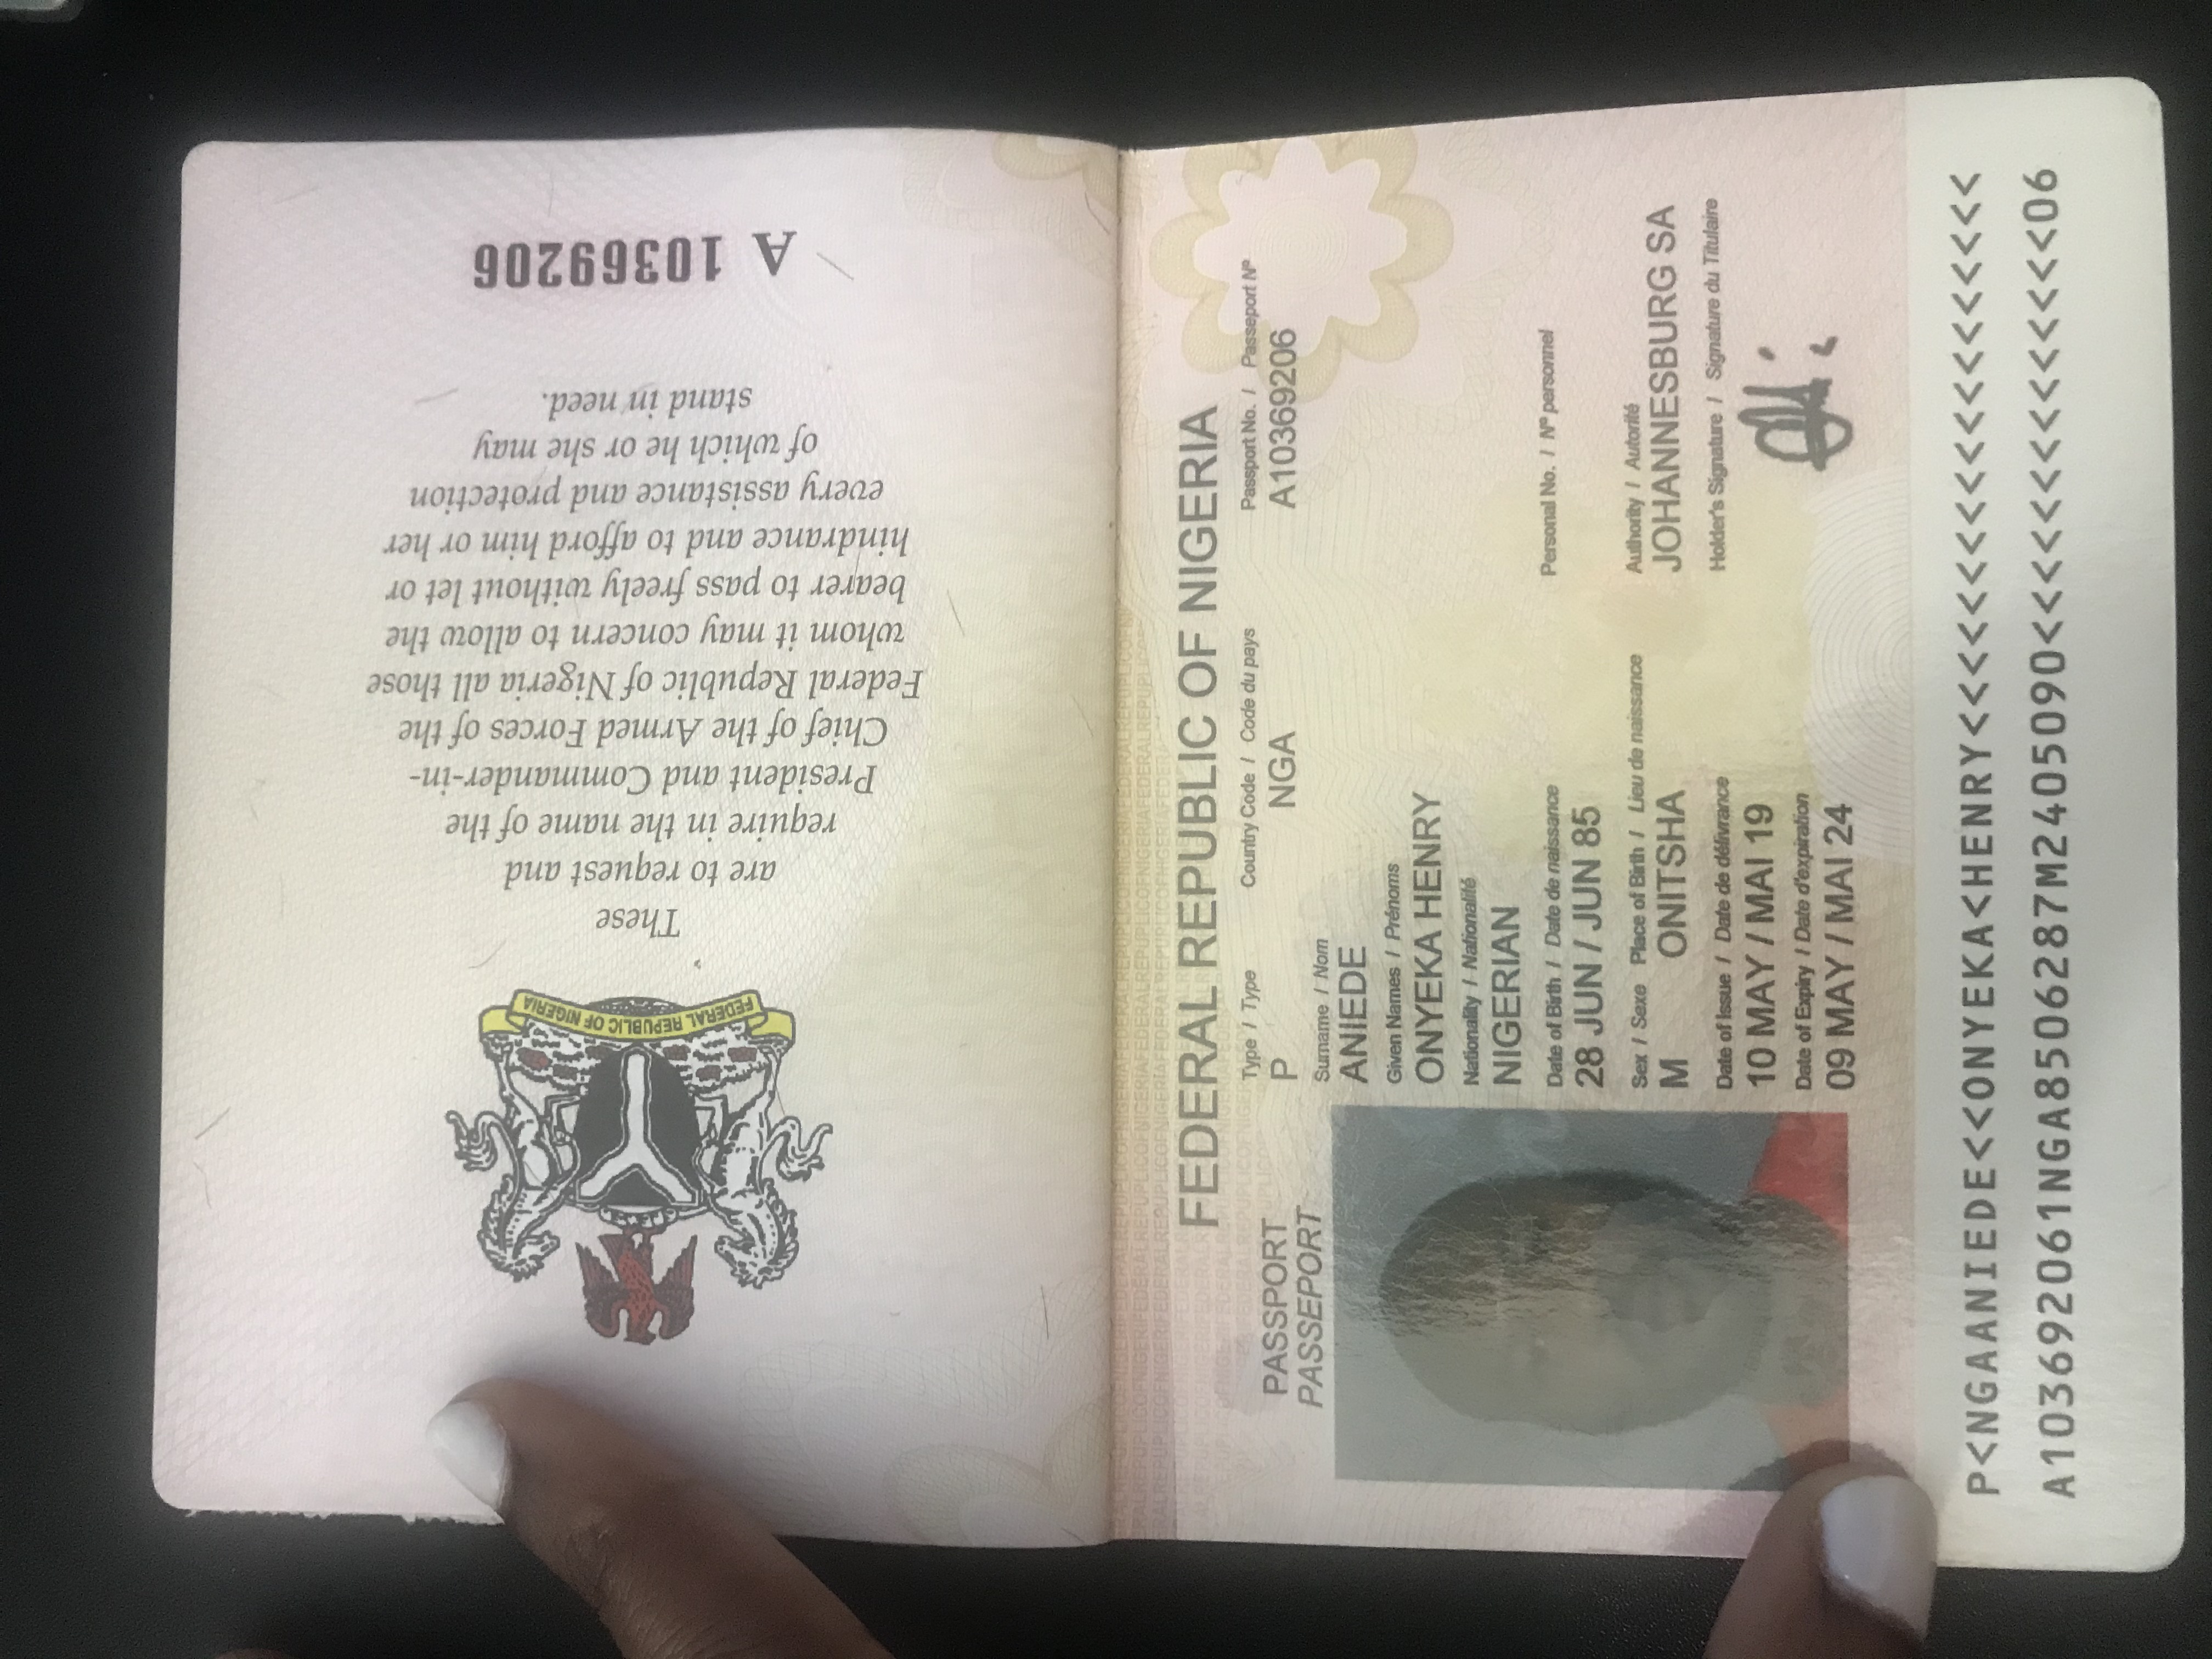 FEDERAL REPUBLIC OF NIGERIA
These
are to request and
require in the name of the
President and Commander-in-
Chief of the Armed Forces of the
Federal Republic of Nigeria all those
whom it may concern to allow the
bearer to pass freely without let or
hindrance and to afford him or her
every assistance and protection
of which he or she may
stand in need.
A 10369206
FEDERAL REPUBLIC OF NIGERIA
PASSPORT
PASSEPORT
Type / Type Country Code / Code du pays Passport No. / Passeport Nº
P NGA A10369206
Surname / Nom
ANIEDE
Given Names / Prénoms
ONYEKA HENRY
Nationality / Nationalité
NIGERIAN
Date of Birth / Date de naissance Personal No. / Nº personnel
28 JUN / JUN 85
Sex / Sexe Place of Birth / Lieu de naissance Authority / Autorité
M ONITSHA JOHANNESBURG SA
Date of Issue / Date de délivrance Holder's Signature / Signature du Titulaire
10 MAY / MAI 19
Date of Expiry / Date d'expiration
09 MAY / MAI 24
P<NGAANIEDE<<ONYEKA<HENRY<<<<<<<<<<<<<<<<<<<
A103692061NGA8506287M2405090<<<<<<<<<<<<<<06